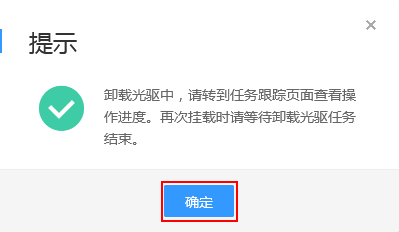 提示
卸载光驱中，请转到任务跟踪页面查看操
作进度。再次挂载时请等待卸载光驱任务
结束。
确定